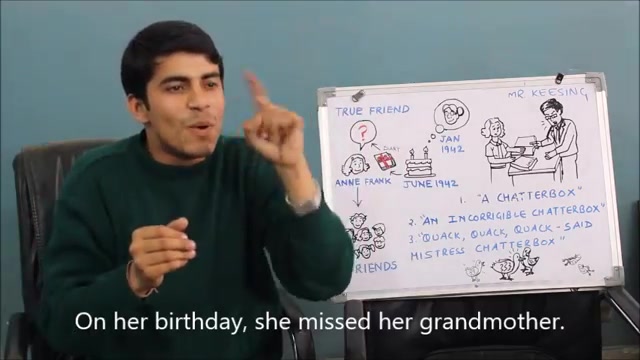 TRUE FRIEND
MR. KEESING
?
DIARY
JAN
1942
ANNE FRANK
JUNE 1942
1. "A CHATTERBOX"
2. "AN INCORRIGIBLE CHATTERBOX"
3. "QUACK, QUACK, QUACK - SAID
MISTRESS CHATTERBOX"
FRIENDS
On her birthday, she missed her grandmother.